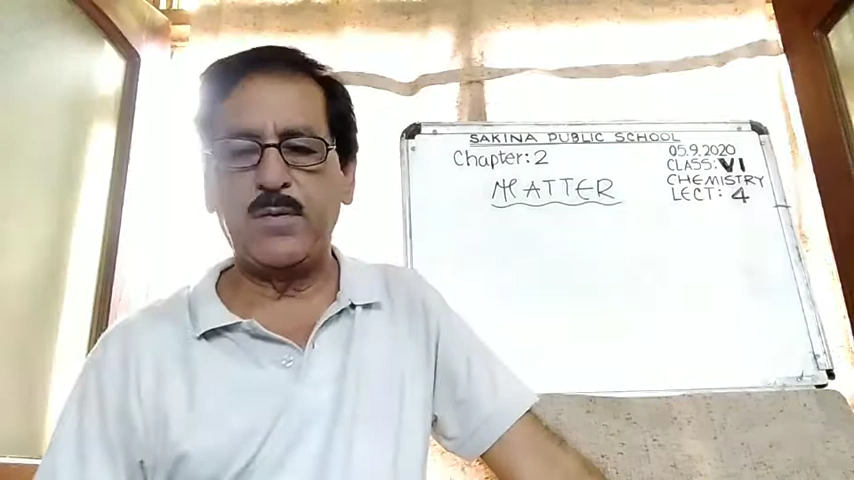 SAKINA PUBLIC SCHOOL
05.9.2020
Chapter: 2
CLASS: VI
MATTER
CHEMISTRY
LECT: 4